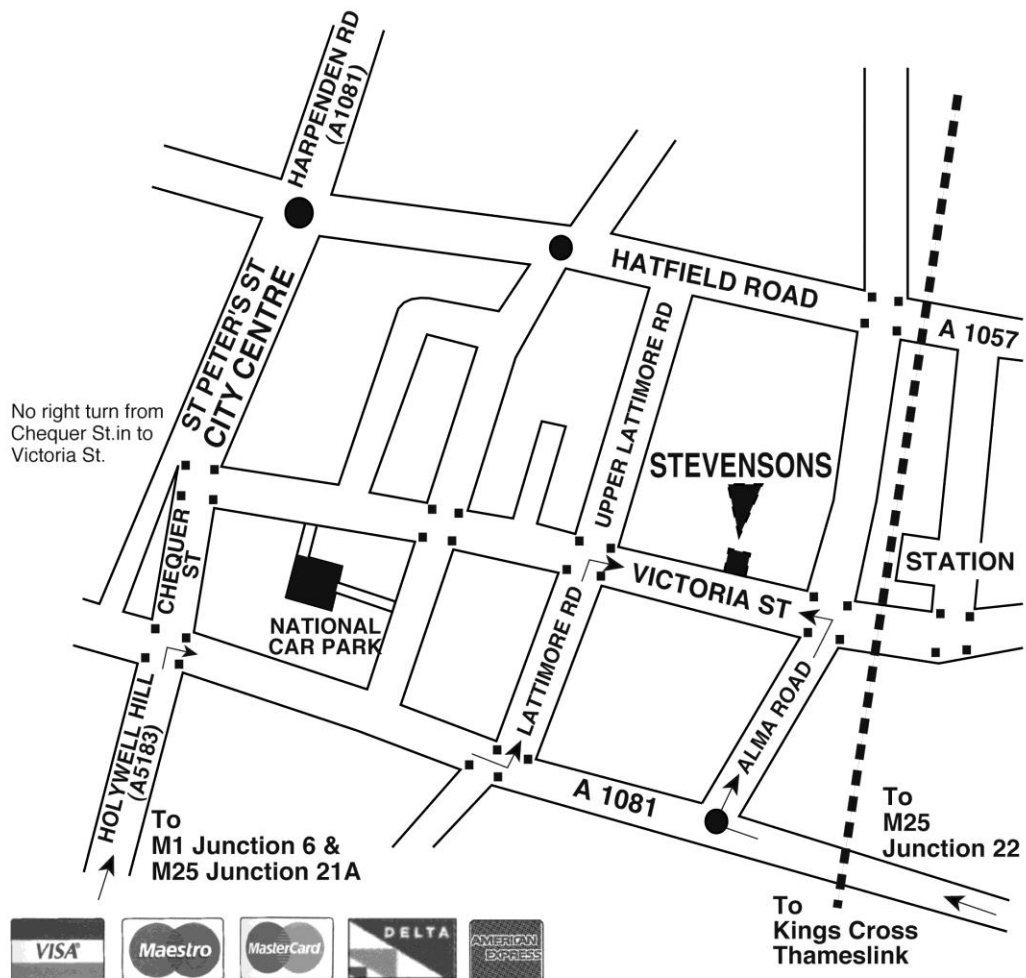 HARPENDEN RD
(A1081)
ST PETER'S ST
CITY CENTRE
HATFIELD ROAD
A 1057
No right turn from
Chequer St.in to
Victoria St.
UPPER LATTIMORE RD
STEVENSONS
CHEQUER
ST
NATIONAL
CAR PARK
VICTORIA ST
STATION
LATTIMORE RD
ALMA ROAD
HOLYWELL HILL
(A5183)
A 1081
To
M1 Junction 6 &
M25 Junction 21A
To
M25
Junction 22
To
Kings Cross
Thameslink
VISA
Maestro
MasterCard
DELTA
AMERICAN
EXPRESS